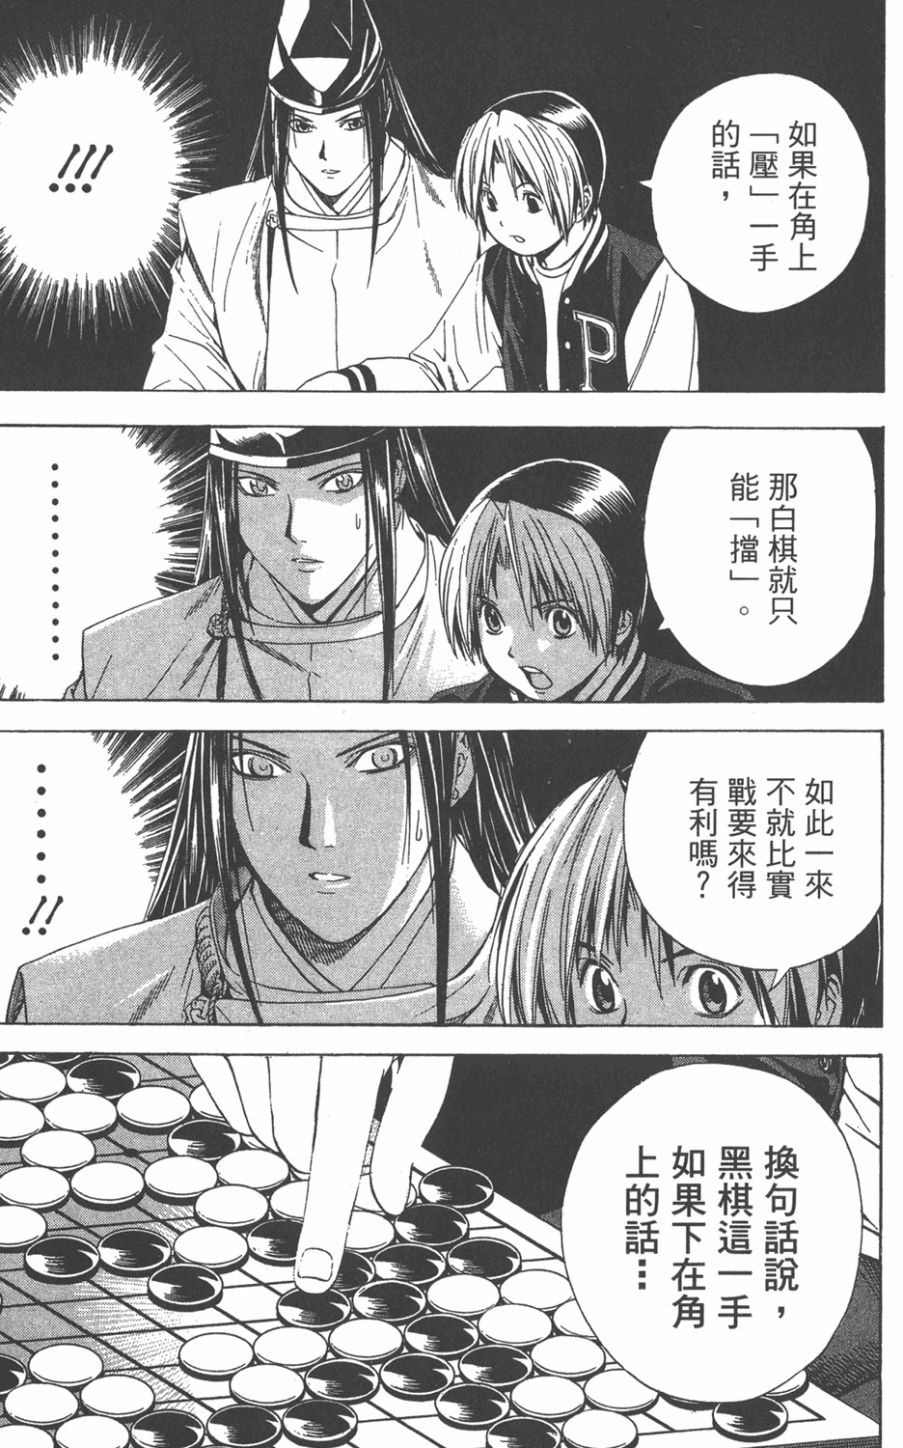 如果在角上
「壓」一手
的話，
!!!
P
那白棋就只
能「擋」。
………
如此一來
不就比實
戰要來得
有利嗎？
……!!
換句話說，
黑棋這一手
如果下在角
上的話…